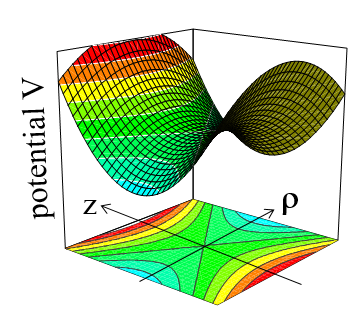 potential V
z
ρ